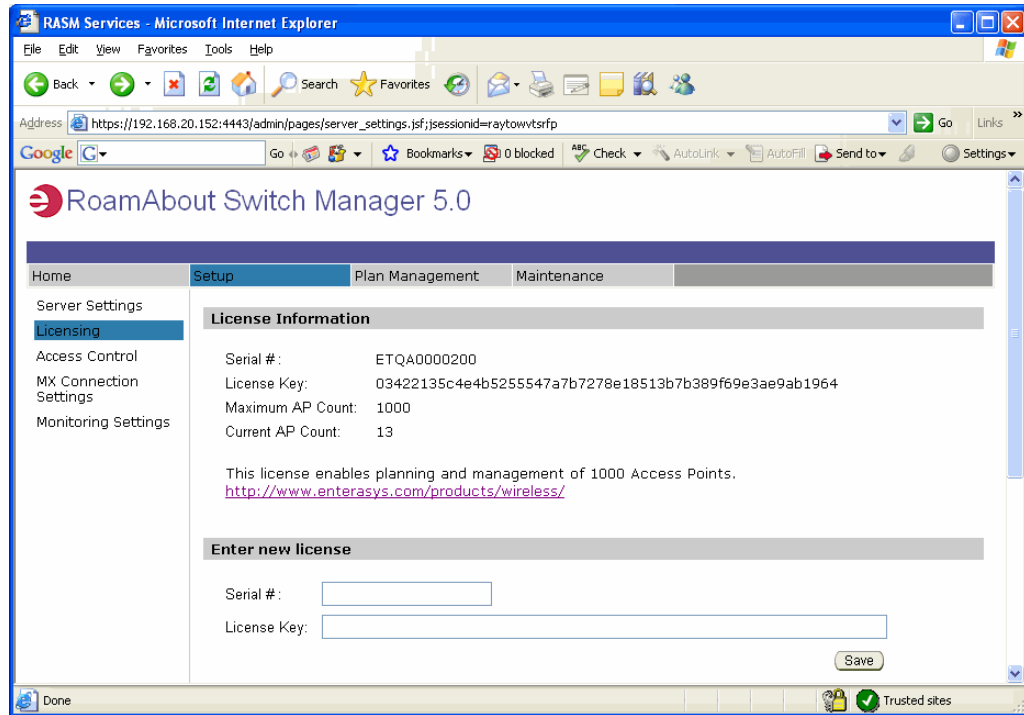 RASM Services - Microsoft Internet Explorer
File Edit View Favorites Tools Help
Back Search Favorites
Address https://192.168.20.152:4443/admin/pages/server_settings.jsf;jsessionid=raytowvtsrfp Go Links »
Google G Go Bookmarks 0 blocked ABC Check AutoLink AutoFill Send to Settings
RoamAbout Switch Manager 5.0
Home Setup Plan Management Maintenance
Server Settings
Licensing
Access Control
MX Connection
Settings
Monitoring Settings
License Information
Serial #: ETQA0000200
License Key: 03422135c4e4b5255547a7b7278e18513b7b389f69e3ae9ab1964
Maximum AP Count: 1000
Current AP Count: 13
This license enables planning and management of 1000 Access Points.
http://www.enterasys.com/products/wireless/
Enter new license
Serial #:
License Key:
Save
Done Trusted sites